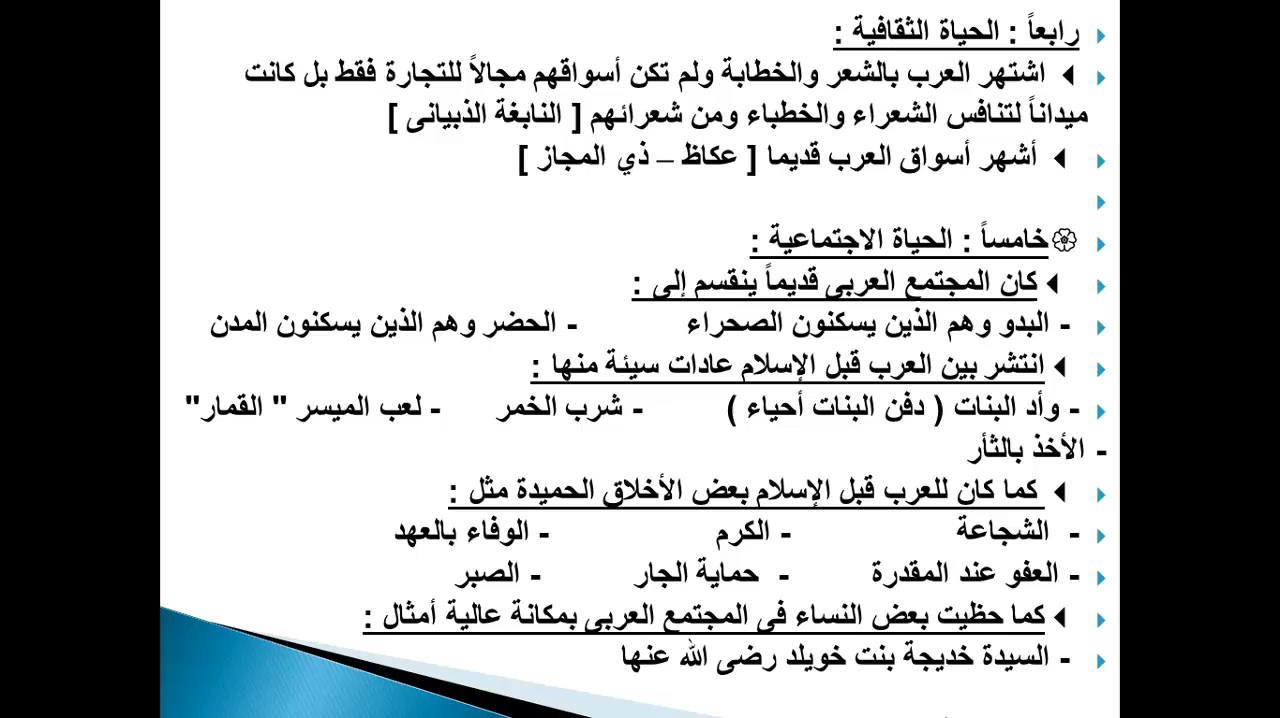 رابعاً : الحياة الثقافية :
اشتهر العرب بالشعر والخطابة ولم تكن أسواقهم مجالاً للتجارة فقط بل كانت
ميداناً لتنافس الشعراء والخطباء ومن شعرائهم [ النابغة الذبيانى ]
أشهر أسواق العرب قديما [ عكاظ – ذي المجاز ]
خامساً : الحياة الاجتماعية :
كان المجتمع العربى قديماً ينقسم إلى :
- البدو وهم الذين يسكنون الصحراء - الحضر وهم الذين يسكنون المدن
انتشر بين العرب قبل الإسلام عادات سيئة منها :
- وأد البنات ( دفن البنات أحياء ) - شرب الخمر - لعب الميسر " القمار"
- الأخذ بالثأر
كما كان للعرب قبل الإسلام بعض الأخلاق الحميدة مثل :
- الشجاعة - الكرم - الوفاء بالعهد
- العفو عند المقدرة - حماية الجار - الصبر
كما حظيت بعض النساء فى المجتمع العربى بمكانة عالية أمثال :
- السيدة خديجة بنت خويلد رضى الله عنها